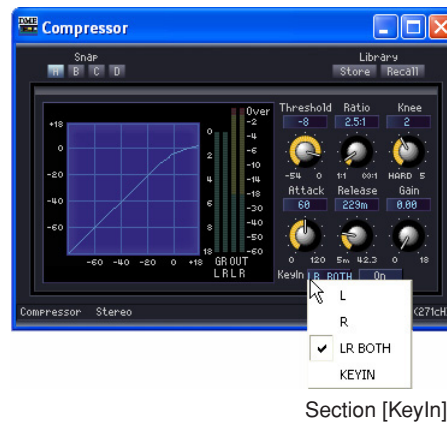 DME Compressor
Snap
Library
A B C D
Store Recall
Threshold Ratio Knee
-8 2.5:1 2
-54 0 1:1 ∞:1 HARD 5
Attack Release Gain
60 229m 0.00
0 120 5m 42.3 0 18
+18
0
-20
-40
-60
-60 -40 -20 0 +18
0
2
4
6
8
18
Over
-2
-4
-6
-10
-14
-18
-30
-40
-50
-60
GR OUT
L R L R
KeyIn LR BOTH On
L
R
LR BOTH
KEYIN
Compressor Stereo
(271cH
Section [KeyIn]